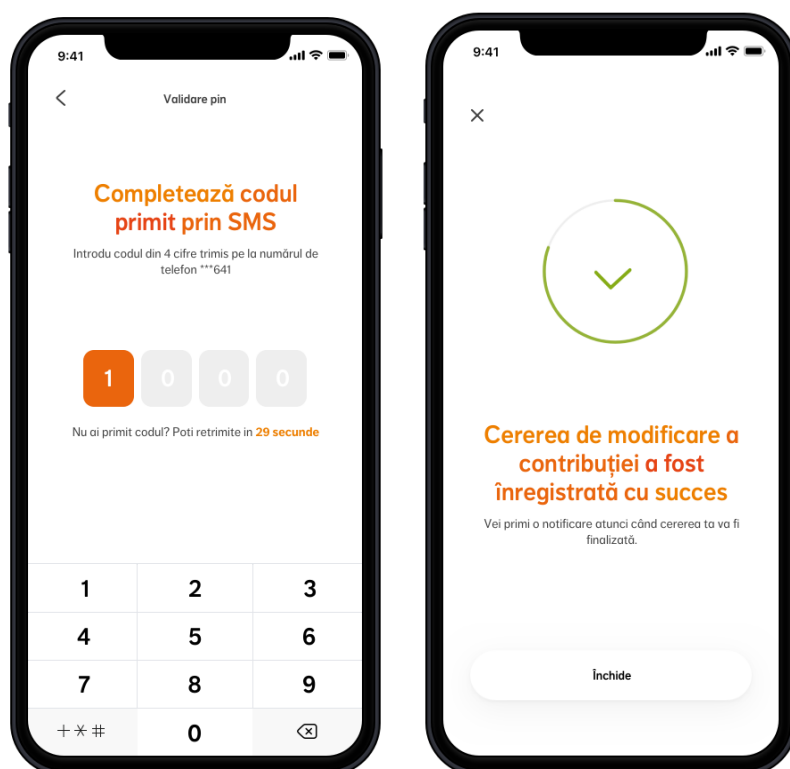 9:41
Validare pin
Completează codul
primit prin SMS
Introdu codul din 4 cifre trimis pe la numărul de
telefon ***641
1 0 0 0
Nu ai primit codul? Poti retrimite in 29 secunde
1 2 3
4 5 6
7 8 9
+*# 0
9:41
Cererea de modificare a
contribuției a fost
înregistrată cu succes
Vei primi o notificare atunci când cererea ta va fi
finalizată.
Închide